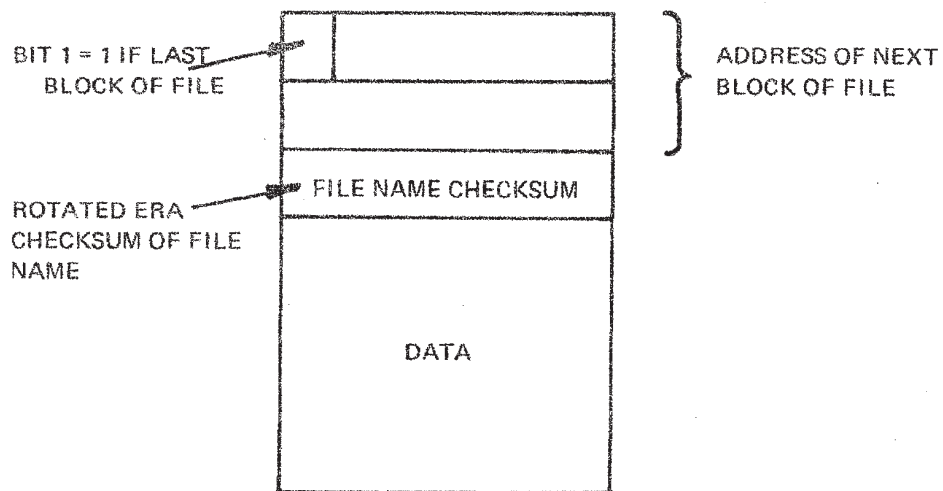 BIT 1 = 1 IF LAST
BLOCK OF FILE
ADDRESS OF NEXT
BLOCK OF FILE
FILE NAME CHECKSUM
ROTATED ERA
CHECKSUM OF FILE
NAME
DATA